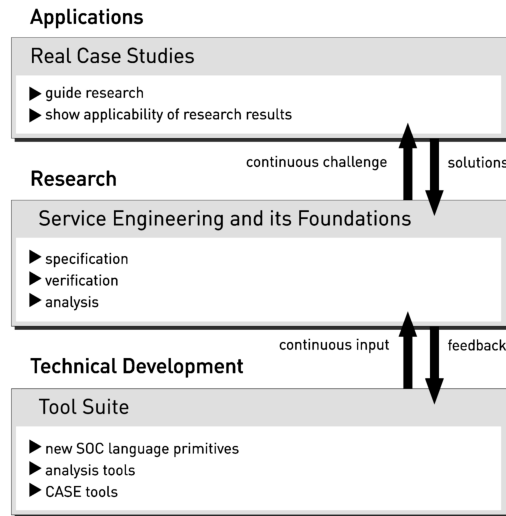 Applications
Real Case Studies
▶ guide research
▶ show applicability of research results
continuous challenge solutions
Research
Service Engineering and its Foundations
▶ specification
▶ verification
▶ analysis
continuous input feedback
Technical Development
Tool Suite
▶ new SOC language primitives
▶ analysis tools
▶ CASE tools